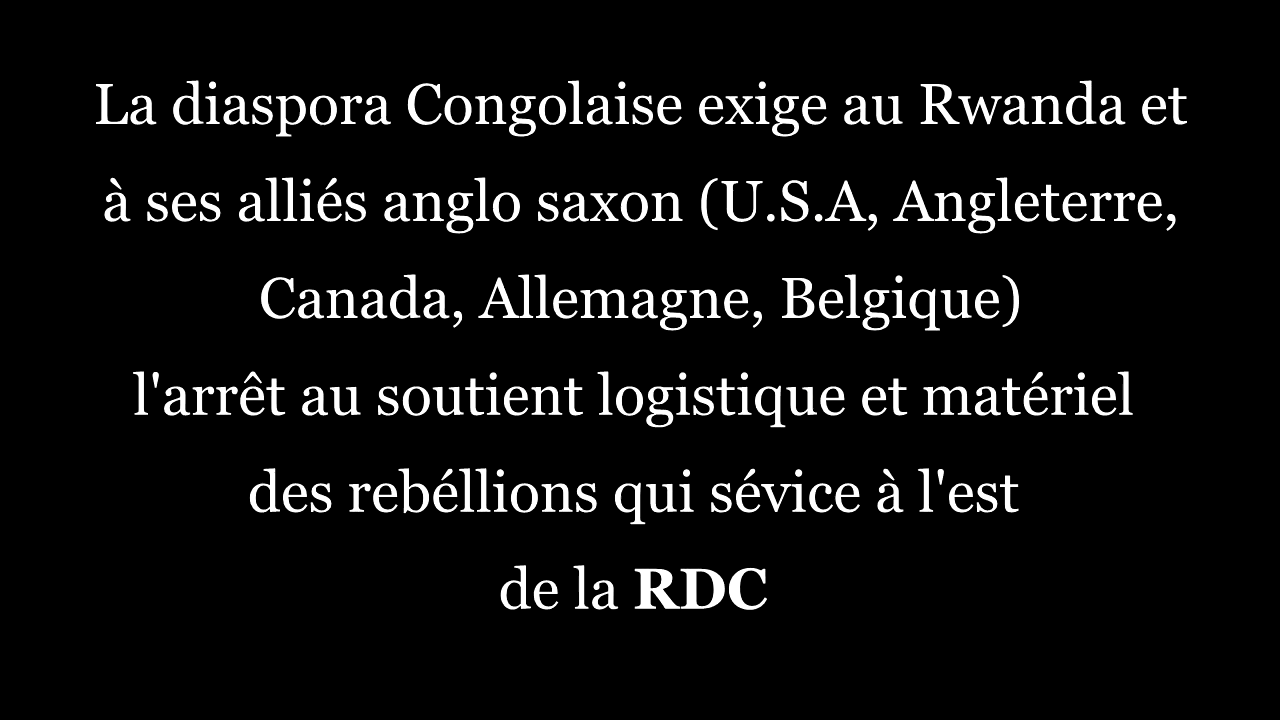 La diaspora Congolaise exige au Rwanda et
à ses alliés anglo saxon (U.S.A, Angleterre,
Canada, Allemagne, Belgique)
l'arrêt au soutient logistique et matériel
des rebéllions qui sévice à l'est
de la RDC